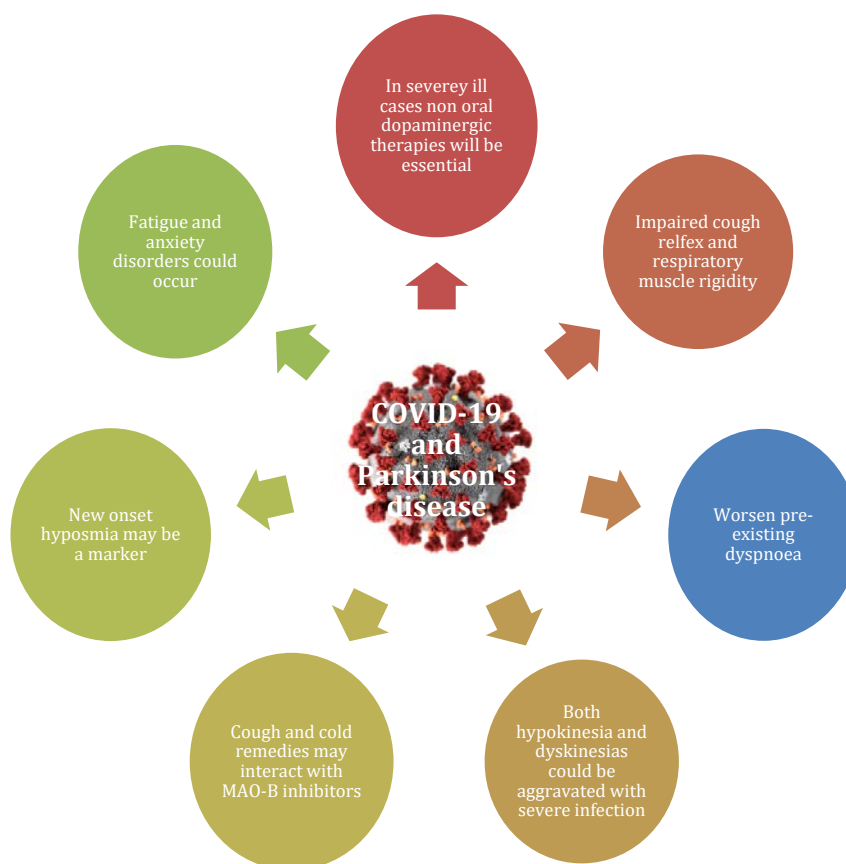 In severey ill
cases non oral
dopaminergic
therapies will be
essential
Impaired cough
relfex and
respiratory
muscle rigidity
Worsen pre-
existing
dyspnoea
Both
hypokinesia and
dyskinesias
could be
agravated with
severe infection
Cough and cold
remedies may
interact with
MAO-B inhibitors
New onset
hyposmia may be
a marker
Fatigue and
anxiety
disorders could
occur
COVID-19
and
Parkinson's
disease